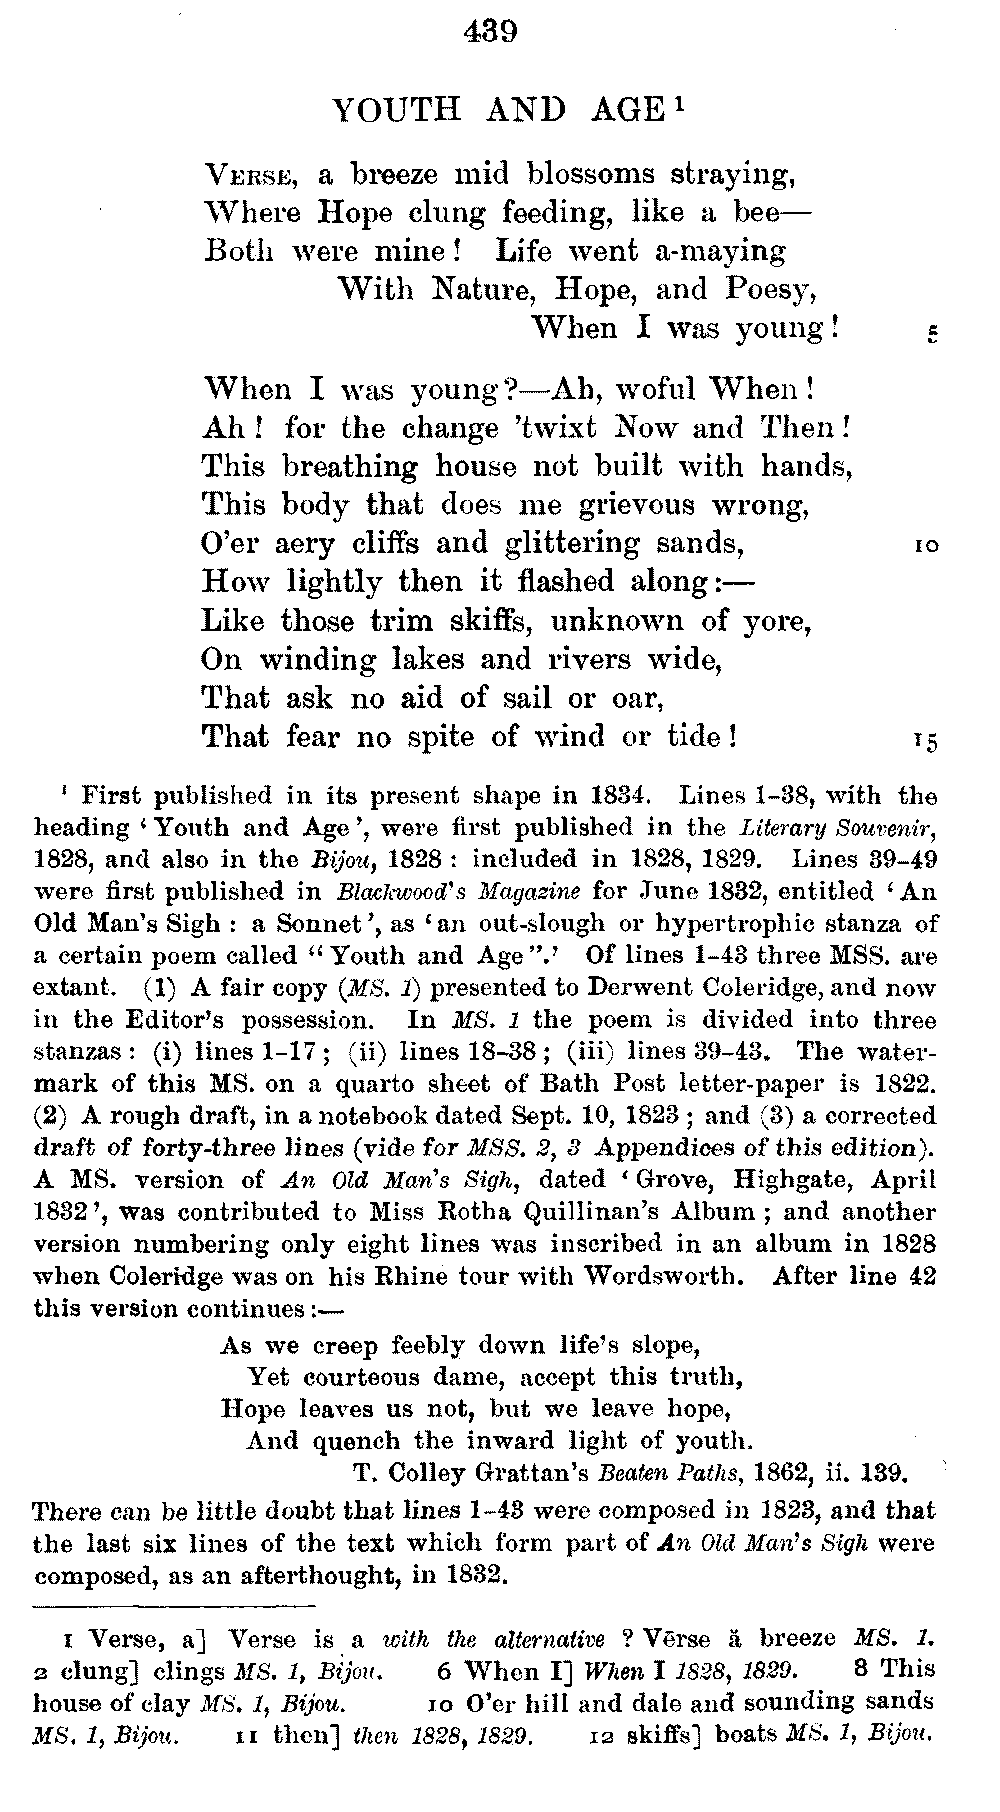 439
YOUTH AND AGE ¹
VERSE, a breeze mid blossoms straying,
Where Hope clung feeding, like a bee—
Both were mine! Life went a-maying
With Nature, Hope, and Poesy,
When I was young! 5
When I was young?—Ah, woful When!
Ah! for the change 'twixt Now and Then!
This breathing house not built with hands,
This body that does me grievous wrong,
O'er aery cliffs and glittering sands, 10
How lightly then it flashed along:—
Like those trim skiffs, unknown of yore,
On winding lakes and rivers wide,
That ask no aid of sail or oar,
That fear no spite of wind or tide! 15
¹ First published in its present shape in 1834. Lines 1-38, with the
heading 'Youth and Age', were first published in the Literary Souvenir,
1828, and also in the Bijou, 1828: included in 1828, 1829. Lines 39-49
were first published in Blackwood's Magazine for June 1832, entitled 'An
Old Man's Sigh: a Sonnet', as 'an out-slough or hypertrophic stanza of
a certain poem called "Youth and Age".' Of lines 1-43 three MSS. are
extant. (1) A fair copy (MS. 1) presented to Derwent Coleridge, and now
in the Editor's possession. In MS. 1 the poem is divided into three
stanzas: (i) lines 1-17; (ii) lines 18-38; (iii) lines 39-43. The water-
mark of this MS. on a quarto sheet of Bath Post letter-paper is 1822.
(2) A rough draft, in a notebook dated Sept. 10, 1823; and (3) a corrected
draft of forty-three lines (vide for MSS. 2, 3 Appendices of this edition).
A MS. version of An Old Man's Sigh, dated 'Grove, Highgate, April
1832', was contributed to Miss Rotha Quillinan's Album; and another
version numbering only eight lines was inscribed in an album in 1828
when Coleridge was on his Rhine tour with Wordsworth. After line 42
this version continues:—
As we creep feebly down life's slope,
Yet courteous dame, accept this truth,
Hope leaves us not, but we leave hope,
And quench the inward light of youth.
T. Colley Grattan's Beaten Paths, 1862, ii. 139.
There can be little doubt that lines 1-43 were composed in 1823, and that
the last six lines of the text which form part of An Old Man's Sigh were
composed, as an afterthought, in 1832.
1 Verse, a] Verse is a with the alternative ? Vērse ă breeze MS. 1.
2 clung] clings MS. 1, Bijou. 6 When I] When I 1828, 1829. 8 This
house of clay MS. 1, Bijou. 10 O'er hill and dale and sounding sands
MS. 1, Bijou. 11 then] then 1828, 1829. 12 skiffs] boats MS. 1, Bijou.